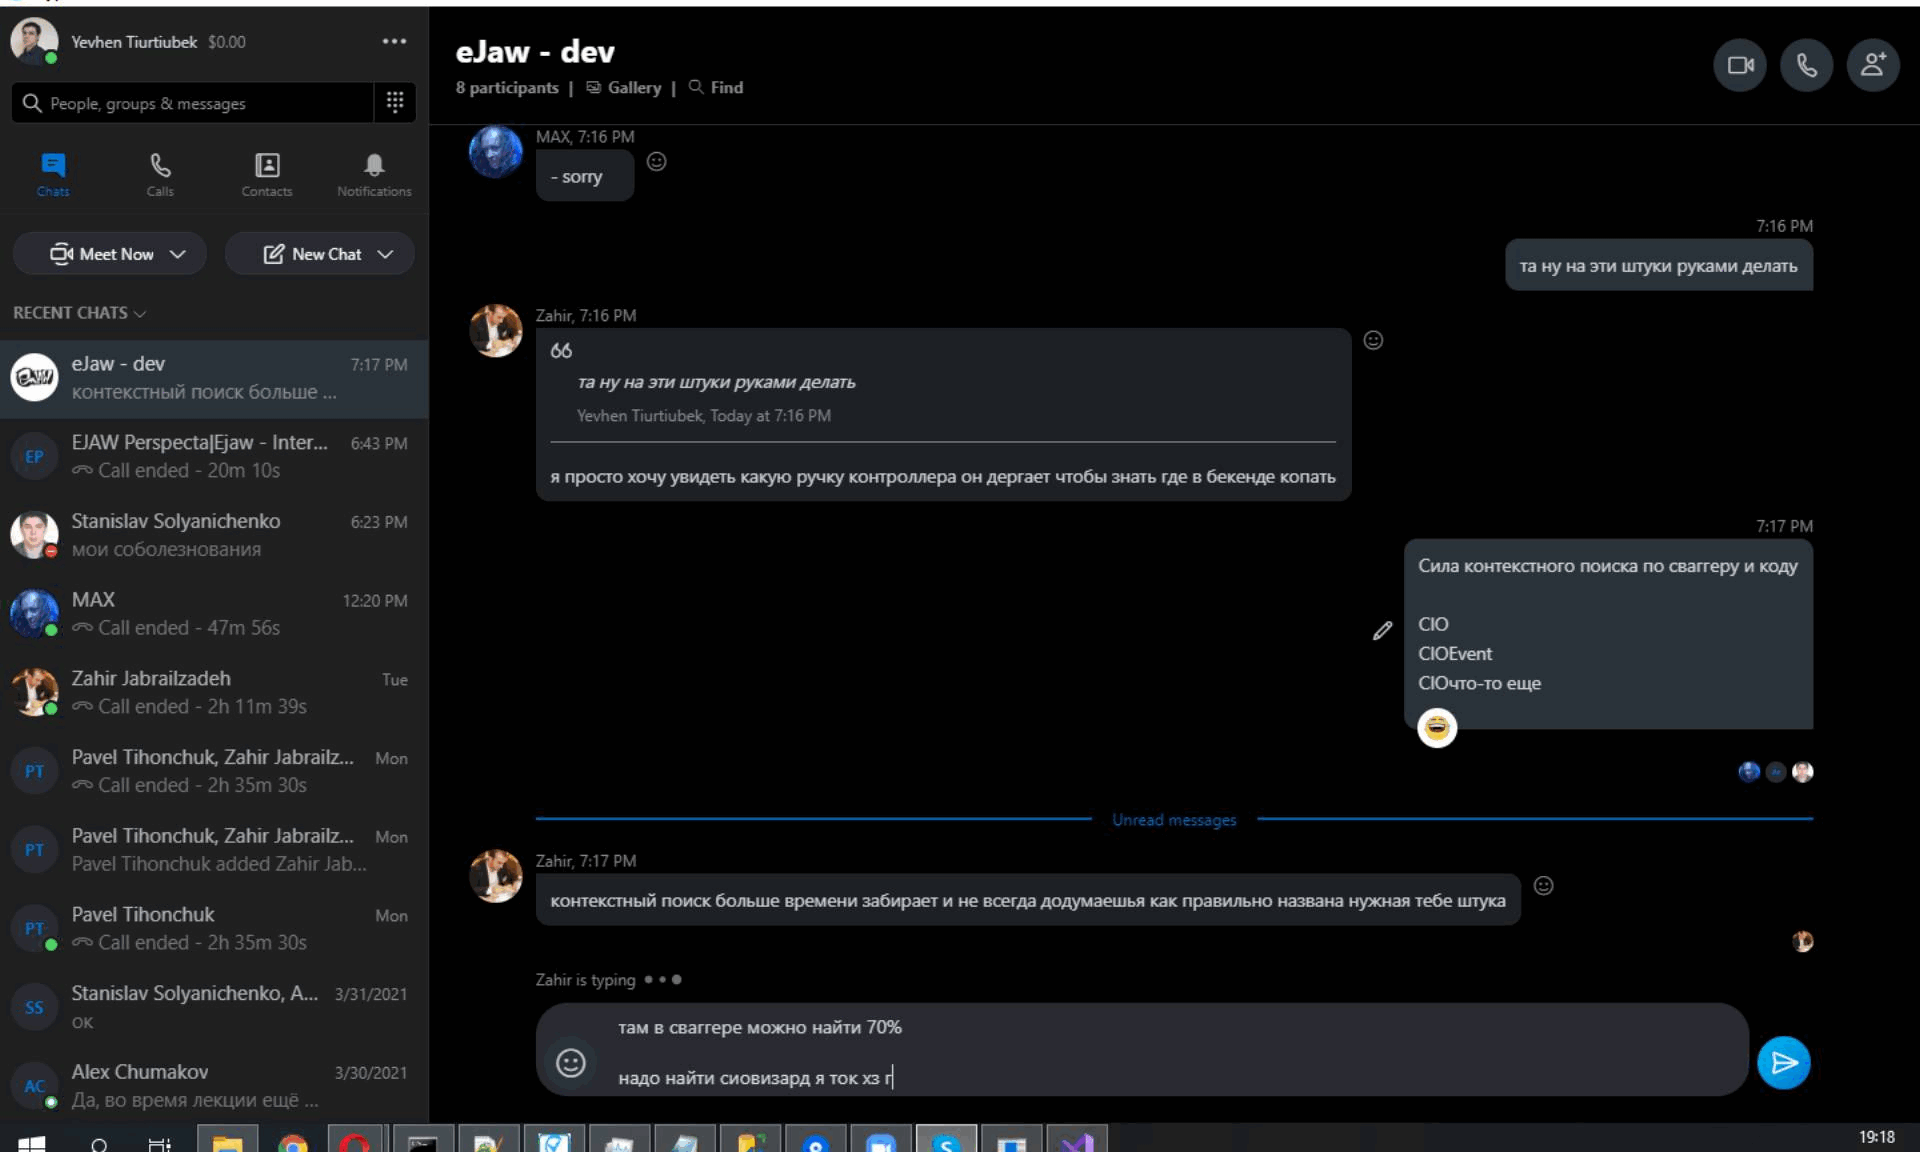 Yevhen Tiurtiubek $0.00
People, groups & messages
Chats Calls Contacts Notifications
Meet Now New Chat
RECENT CHATS
eJaw - dev 7:17 PM
контекстный поиск больше ...
EJAW Perspecta|Ejaw - Inter... 6:43 PM
Call ended - 20m 10s
Stanislav Solyanichenko 6:23 PM
мои соболезнования
MAX 12:20 PM
Call ended - 47m 56s
Zahir Jabrailzadeh Tue
Call ended - 2h 11m 39s
PT
Pavel Tihonchuk, Zahir Jabrailz... Mon
Call ended - 2h 35m 30s
PT
Pavel Tihonchuk, Zahir Jabrailz... Mon
Pavel Tihonchuk added Zahir Jab...
PT
Pavel Tihonchuk Mon
Call ended - 2h 35m 30s
SS
Stanislav Solyanichenko, A... 3/31/2021
ок
AC
Alex Chumakov 3/30/2021
Да, во время лекции ещё ...
EP
eJaw - dev
8 participants | Gallery | Find
MAX, 7:16 PM
- sorry
7:16 PM
та ну на эти штуки руками делать
Zahir, 7:16 PM
та ну на эти штуки руками делать
Yevhen Tiurtiubek, Today at 7:16 PM
я просто хочу увидеть какую ручку контроллера он дергает чтобы знать где в бекенде копать
7:17 PM
Сила контекстного поиска по сваггеру и коду
CIO
CIOEvent
CIOчто-то еще
Unread messages
Zahir, 7:17 PM
контекстный поиск больше времени забирает и не всегда додумаешья как правильно названа нужная тебе штука
Zahir is typing
там в сваггере можно найти 70%
надо найти сиовизард я ток хз г
19:18